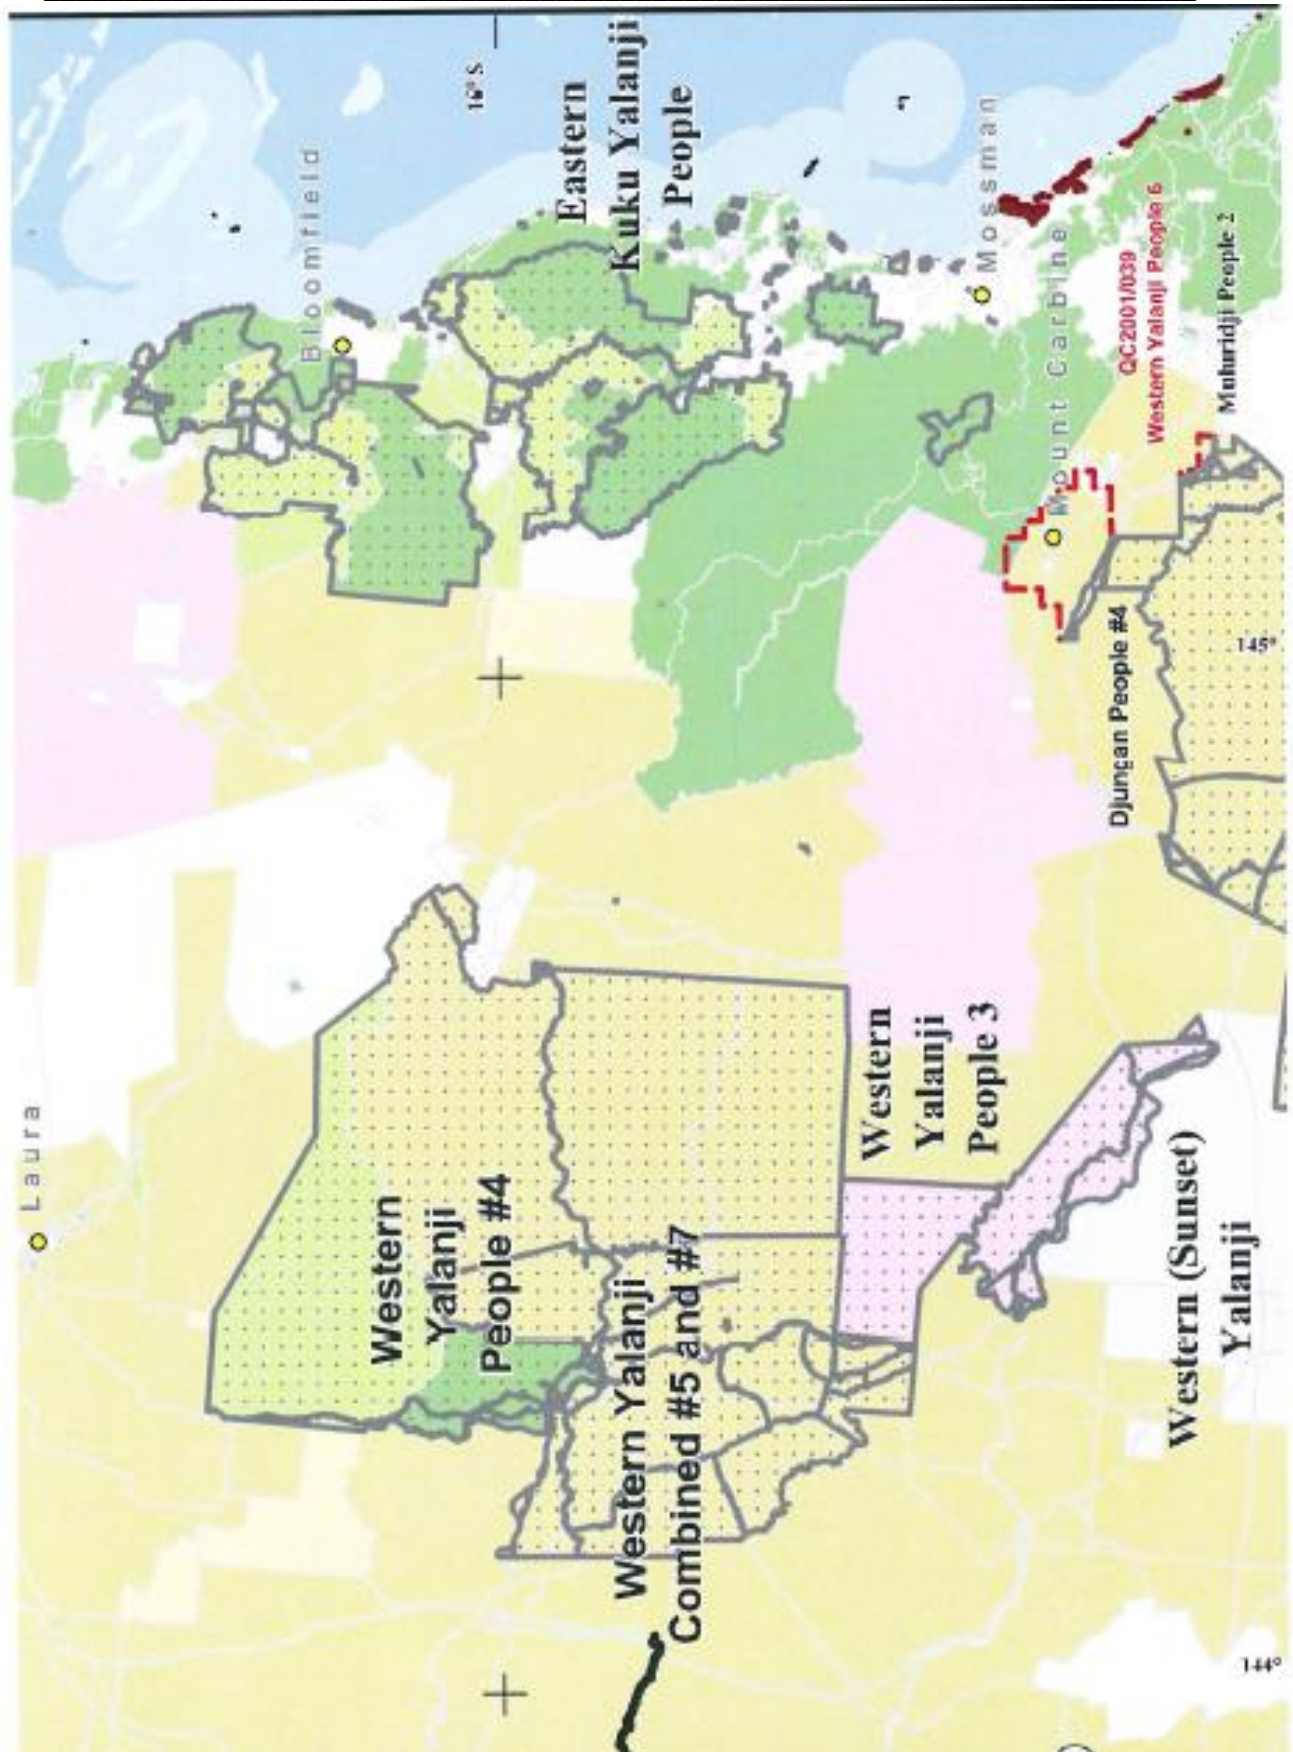 Laura
Bloomfield
16° S
Eastern
Kuku Yalanji
People
Mossman
Mount Carbine
QC2001/039
Western Yalanji People 6
Muluridji People 2
Djungan People #4
145°
Western
Yalanji
People #4
Western Yalanji
Combined #5 and #7
Western
Yalanji
People 3
Western (Sunset)
Yalanji
144°